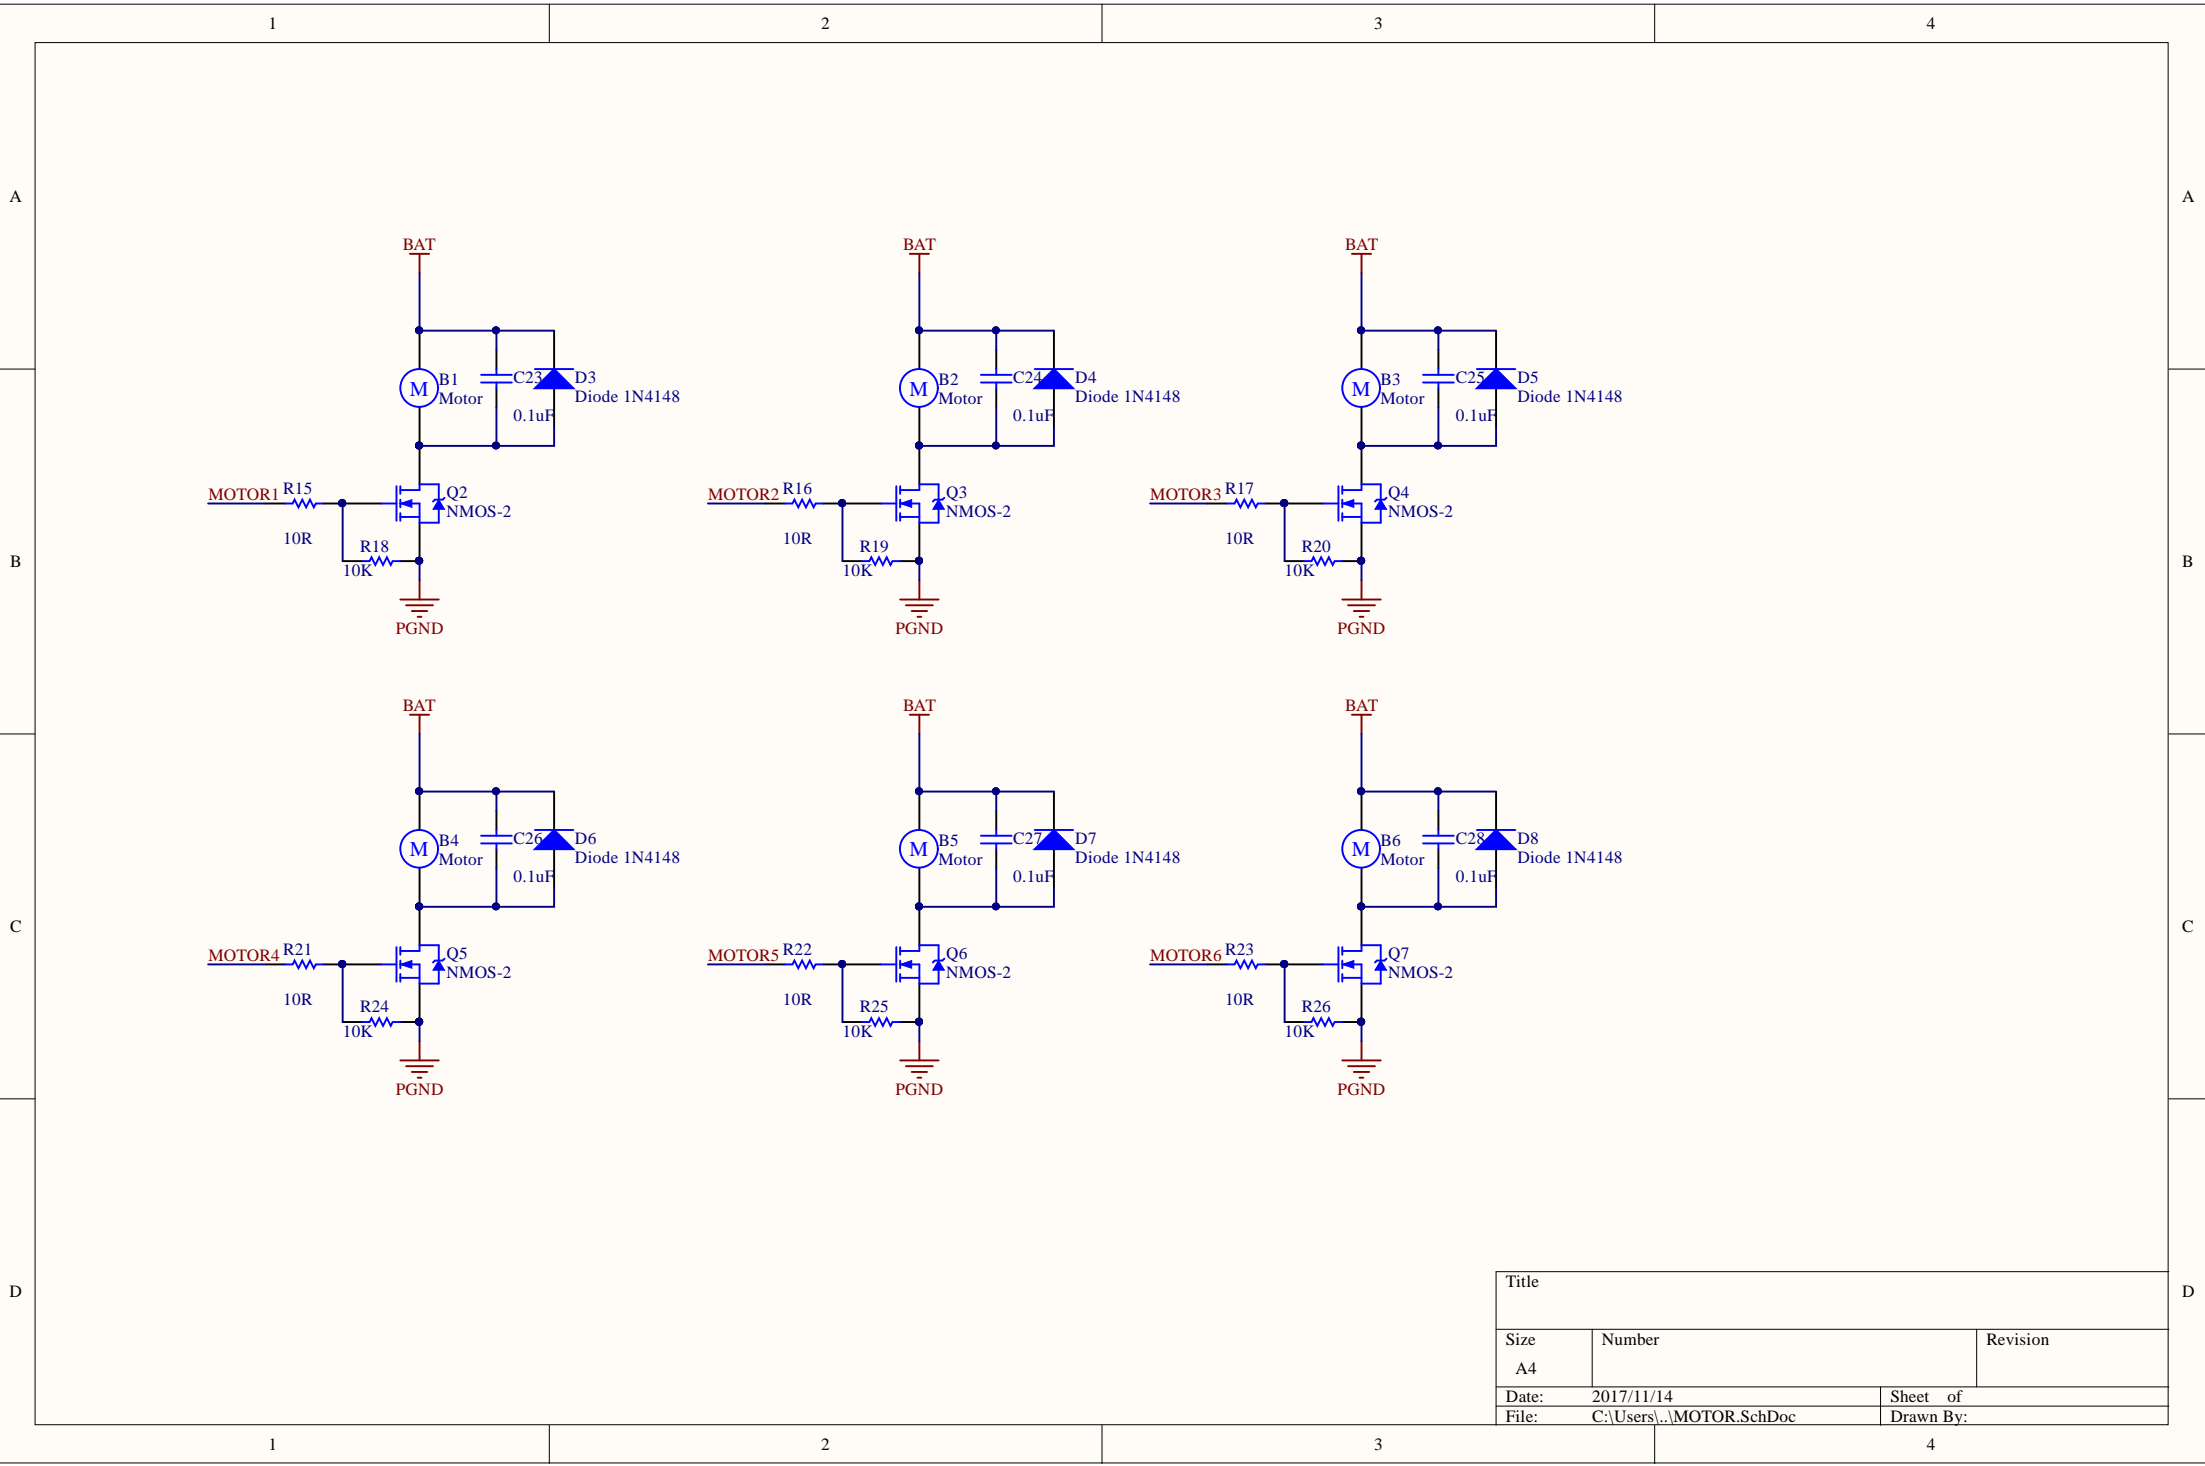 1 2 3 4
A A
BAT BAT BAT
B1 C23 D3 B2 C24 D4 B3 C25 D5
Motor Diode 1N4148 Motor Diode 1N4148 Motor Diode 1N4148
0.1uF 0.1uF 0.1uF
MOTOR1 R15 Q2 MOTOR2 R16 Q3 MOTOR3 R17 Q4
NMOS-2 NMOS-2 NMOS-2
10R R18 10R R19 10R R20
B B
10K 10K 10K
PGND PGND PGND
BAT BAT BAT
B4 C26 D6 B5 C27 D7 B6 C28 D8
Motor Diode 1N4148 Motor Diode 1N4148 Motor Diode 1N4148
M M M
M M M
0.1uF 0.1uF 0.1uF
C C
MOTOR4 R21 Q5 MOTOR5 R22 Q6 MOTOR6 R23 Q7
NMOS-2 NMOS-2 NMOS-2
10R R24 10R R25 10R R26
10K 10K 10K
PGND PGND PGND
D D
Title
Size Number Revision
A4
Date: 2017/11/14 Sheet of
File: C:\Users\..\MOTOR.SchDoc Drawn By:
1 2 3 4